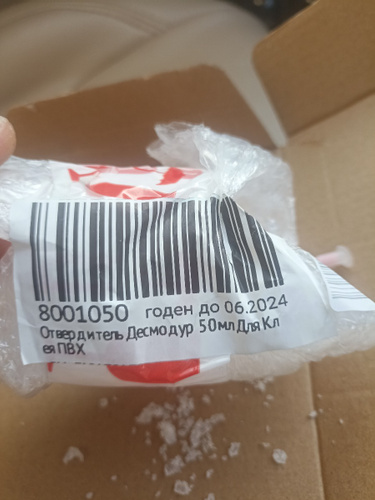 8001050 годен до 06.2024
Отвердитель Десмодур 50мл Для Кл
ея ПВХ